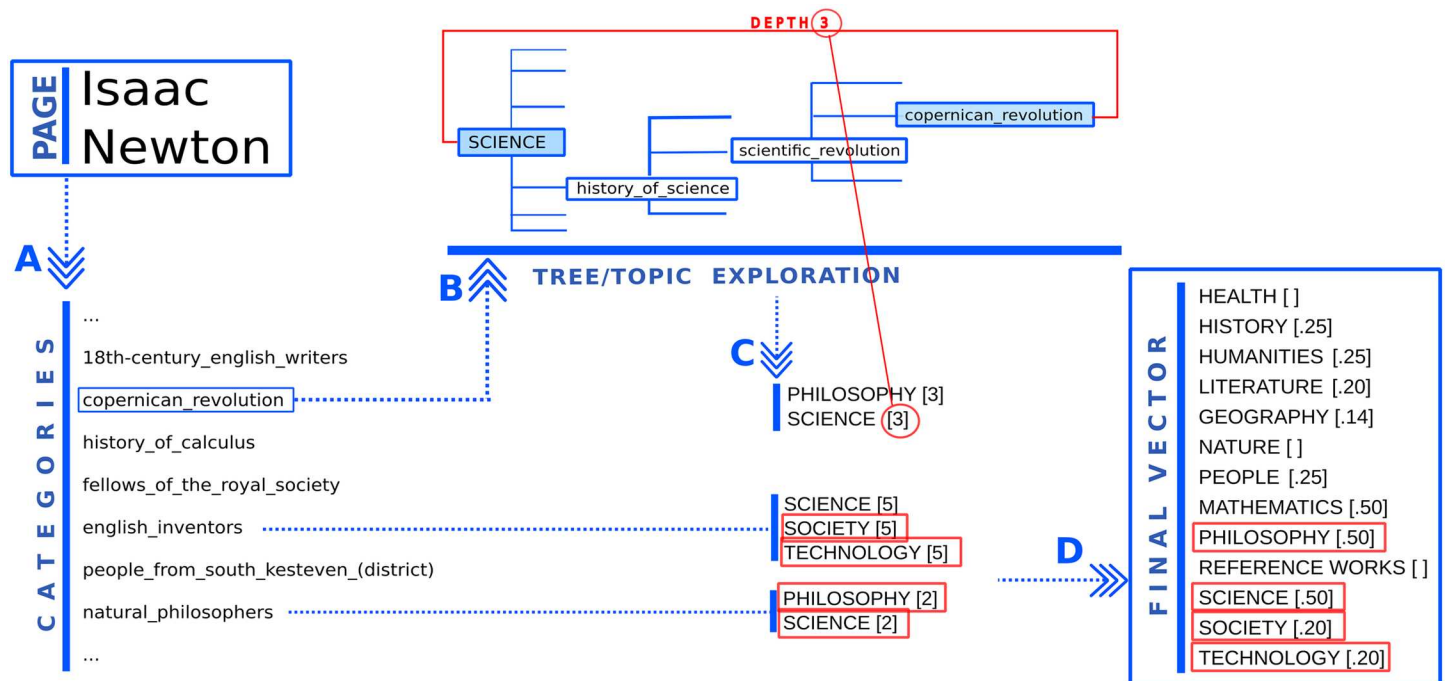 DEPTH 3
PAGE
Isaac
Newton
SCIENCE
history_of_science
scientific_revolution
copernican_revolution
A
B
TREE/TOPIC EXPLORATION
C
CATEGORIES
...
18th-century_english_writers
copernican_revolution
history_of_calculus
fellows_of_the_royal_society
english_inventors
people_from_south_kesteven_(district)
natural_philosophers
...
PHILOSOPHY [3]
SCIENCE [3]
SCIENCE [5]
SOCIETY [5]
TECHNOLOGY [5]
PHILOSOPHY [2]
SCIENCE [2]
D
FINAL VECTOR
HEALTH [ ]
HISTORY [.25]
HUMANITIES [.25]
LITERATURE [.20]
GEOGRAPHY [.14]
NATURE [ ]
PEOPLE [.25]
MATHEMATICS [.50]
PHILOSOPHY [.50]
REFERENCE WORKS [ ]
SCIENCE [.50]
SOCIETY [.20]
TECHNOLOGY [.20]